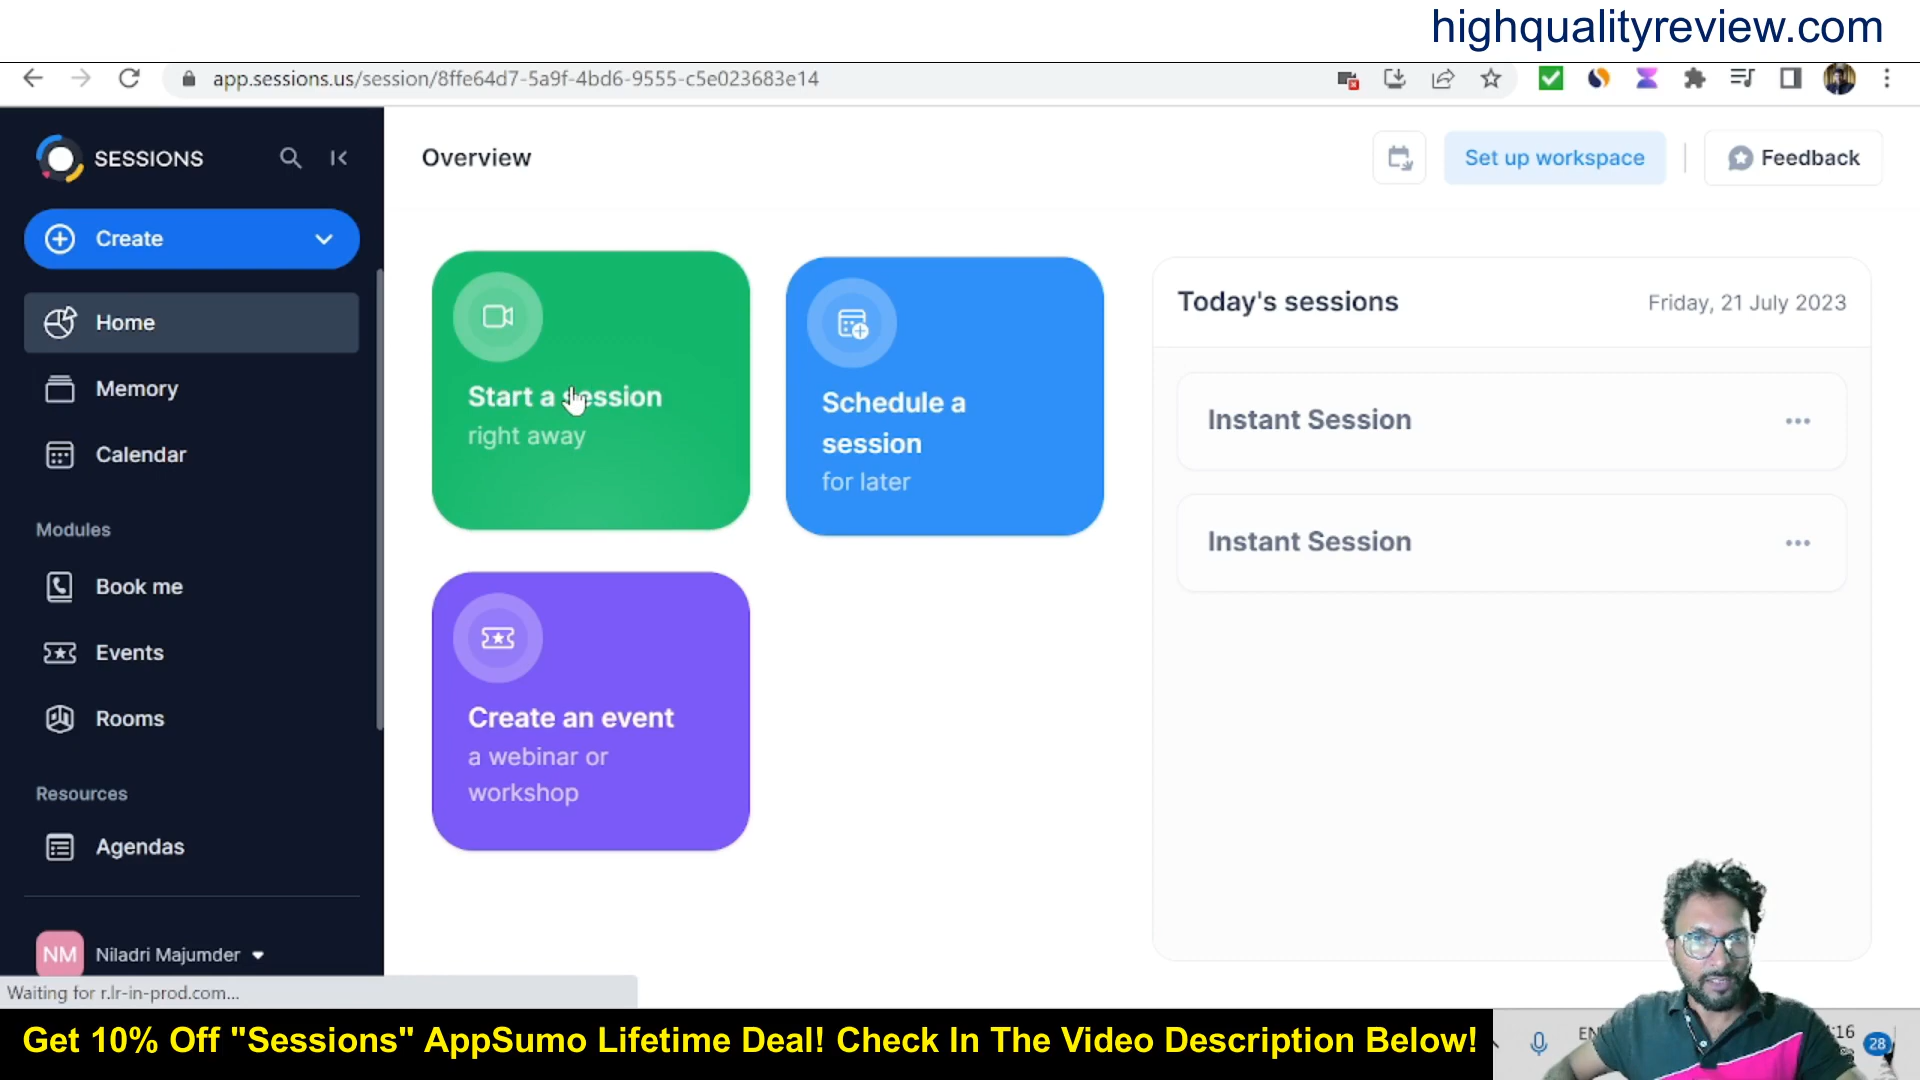 highqualityreview.com
app.sessions.us/session/8ffe64d7-5a9f-4bd6-9555-c5e023683e14
SESSIONS
Overview
Set up workspace
Feedback
Create
Home
Memory
Calendar
Modules
Book me
Events
Rooms
Resources
Agendas
NM
Niladri Majumder
Start a session
right away
Schedule a
session
for later
Create an event
a webinar or
workshop
Today's sessions
Friday, 21 July 2023
Instant Session
Instant Session
Waiting for r.lr-in-prod.com...
Get 10% Off "Sessions" AppSumo Lifetime Deal! Check In The Video Description Below!
28